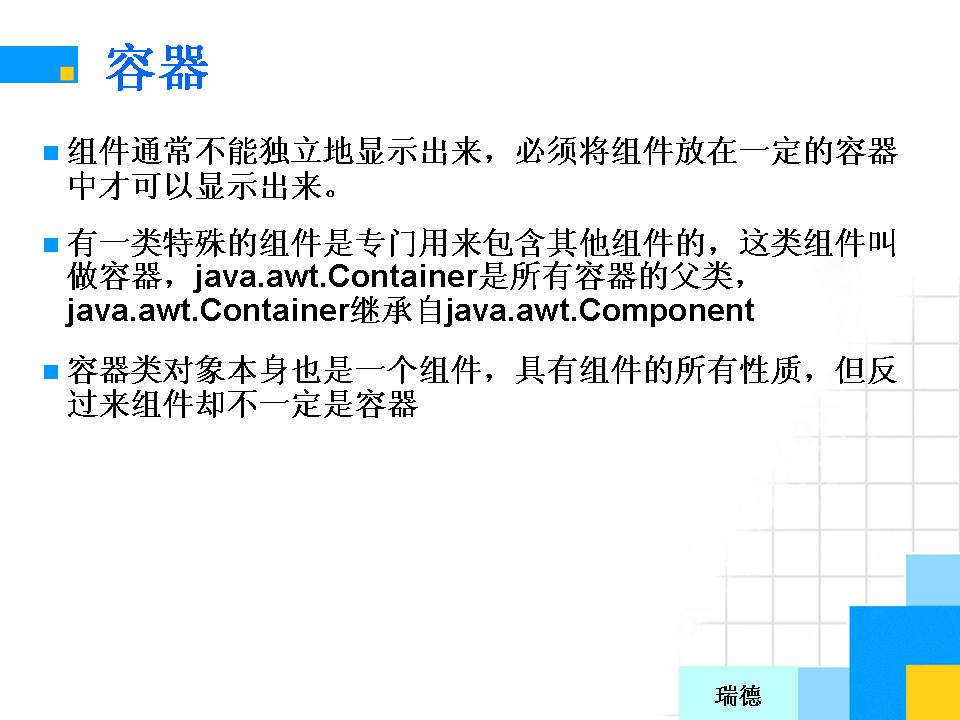 容器
组件通常不能独立地显示出来，必须将组件放在一定的容器
中才可以显示出来。
有一类特殊的组件是专门用来包含其他组件的，这类组件叫
做容器，java.awt.Container是所有容器的父类，
java.awt.Container继承自java.awt.Component
容器类对象本身也是一个组件，具有组件的所有性质，但反
过来组件却不一定是容器
瑞德